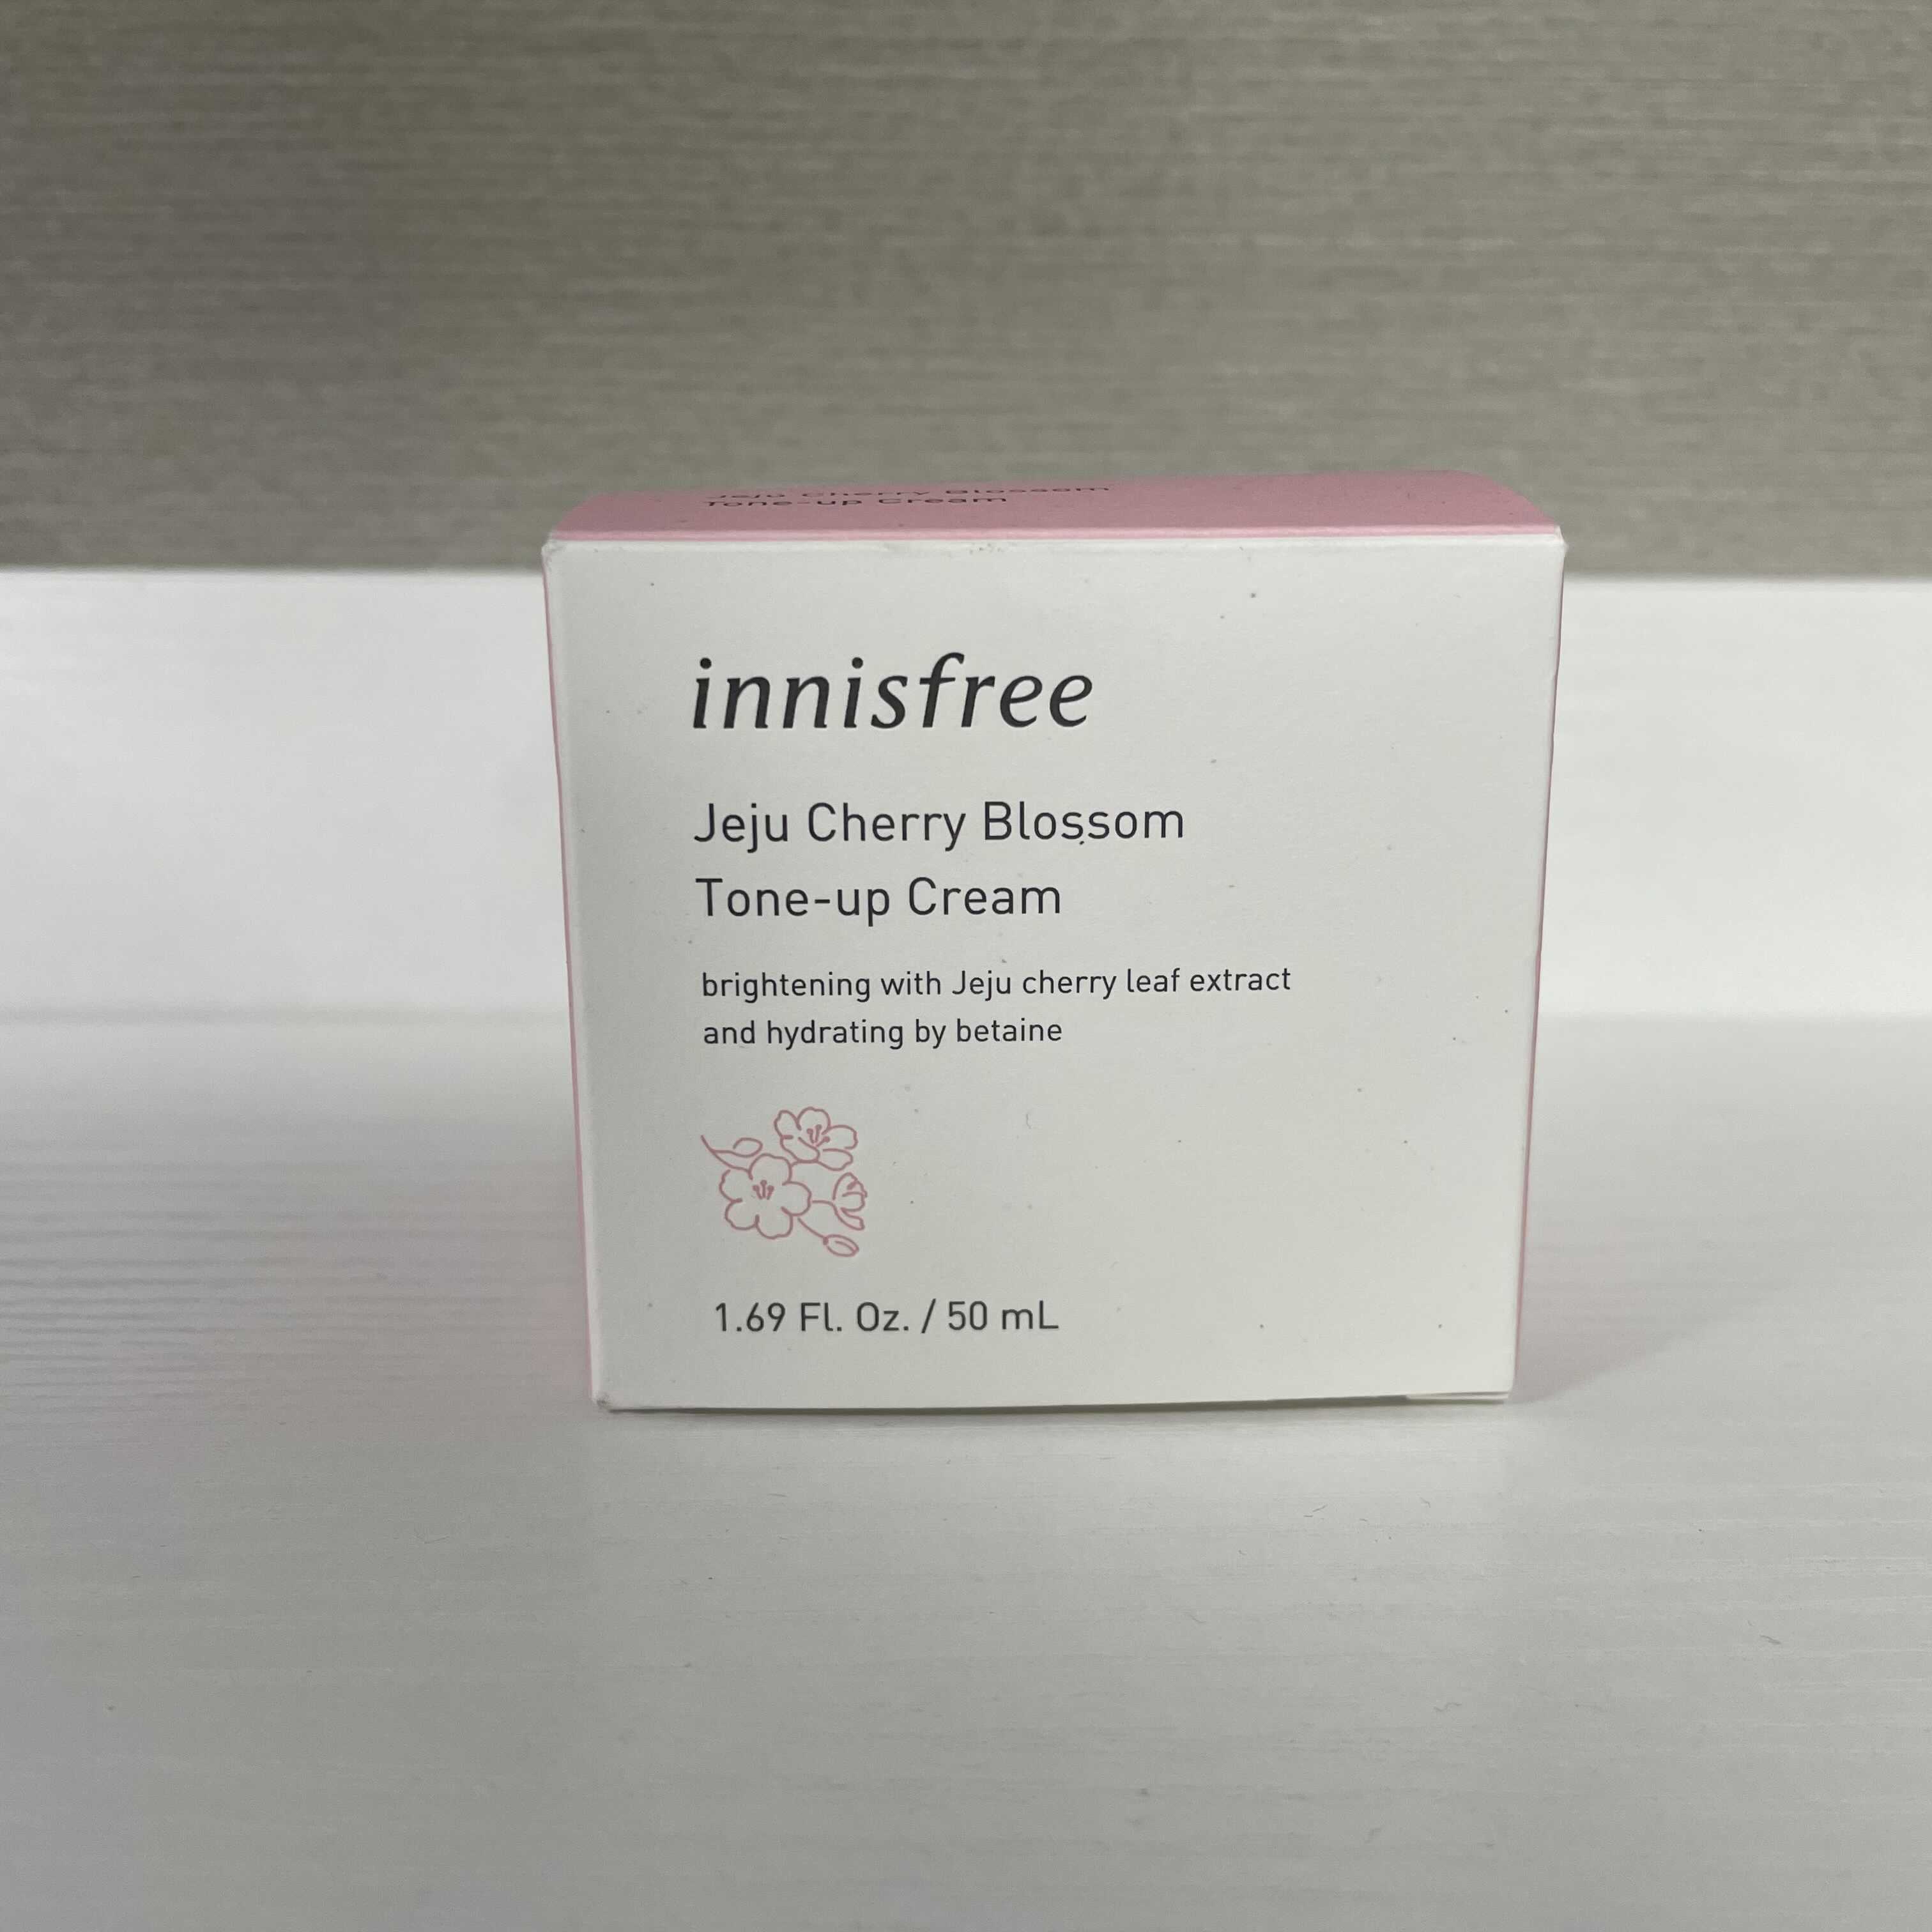 Jeju Cherry Blossom
Tone-up Cream
innisfree
Jeju Cherry Blossom
Tone-up Cream
brightening with Jeju cherry leaf extract
and hydrating by betaine
1.69 Fl. Oz. / 50 mL